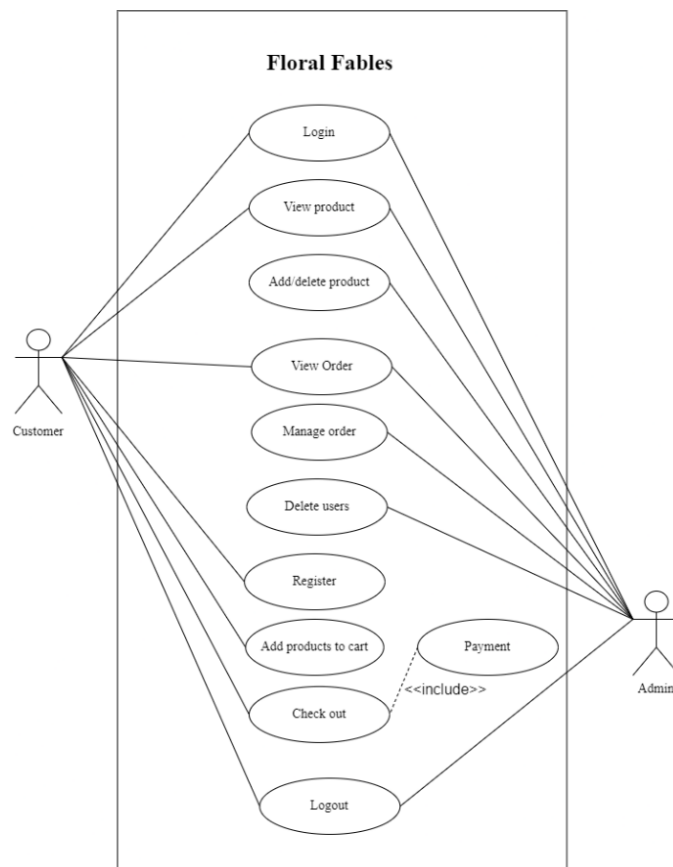 Floral Fables
Login
View product
Add/delete product
View Order
Customer
Manage order
Delete users
Register
Add products to cart
Payment
<<include>>
Admin
Check out
Logout